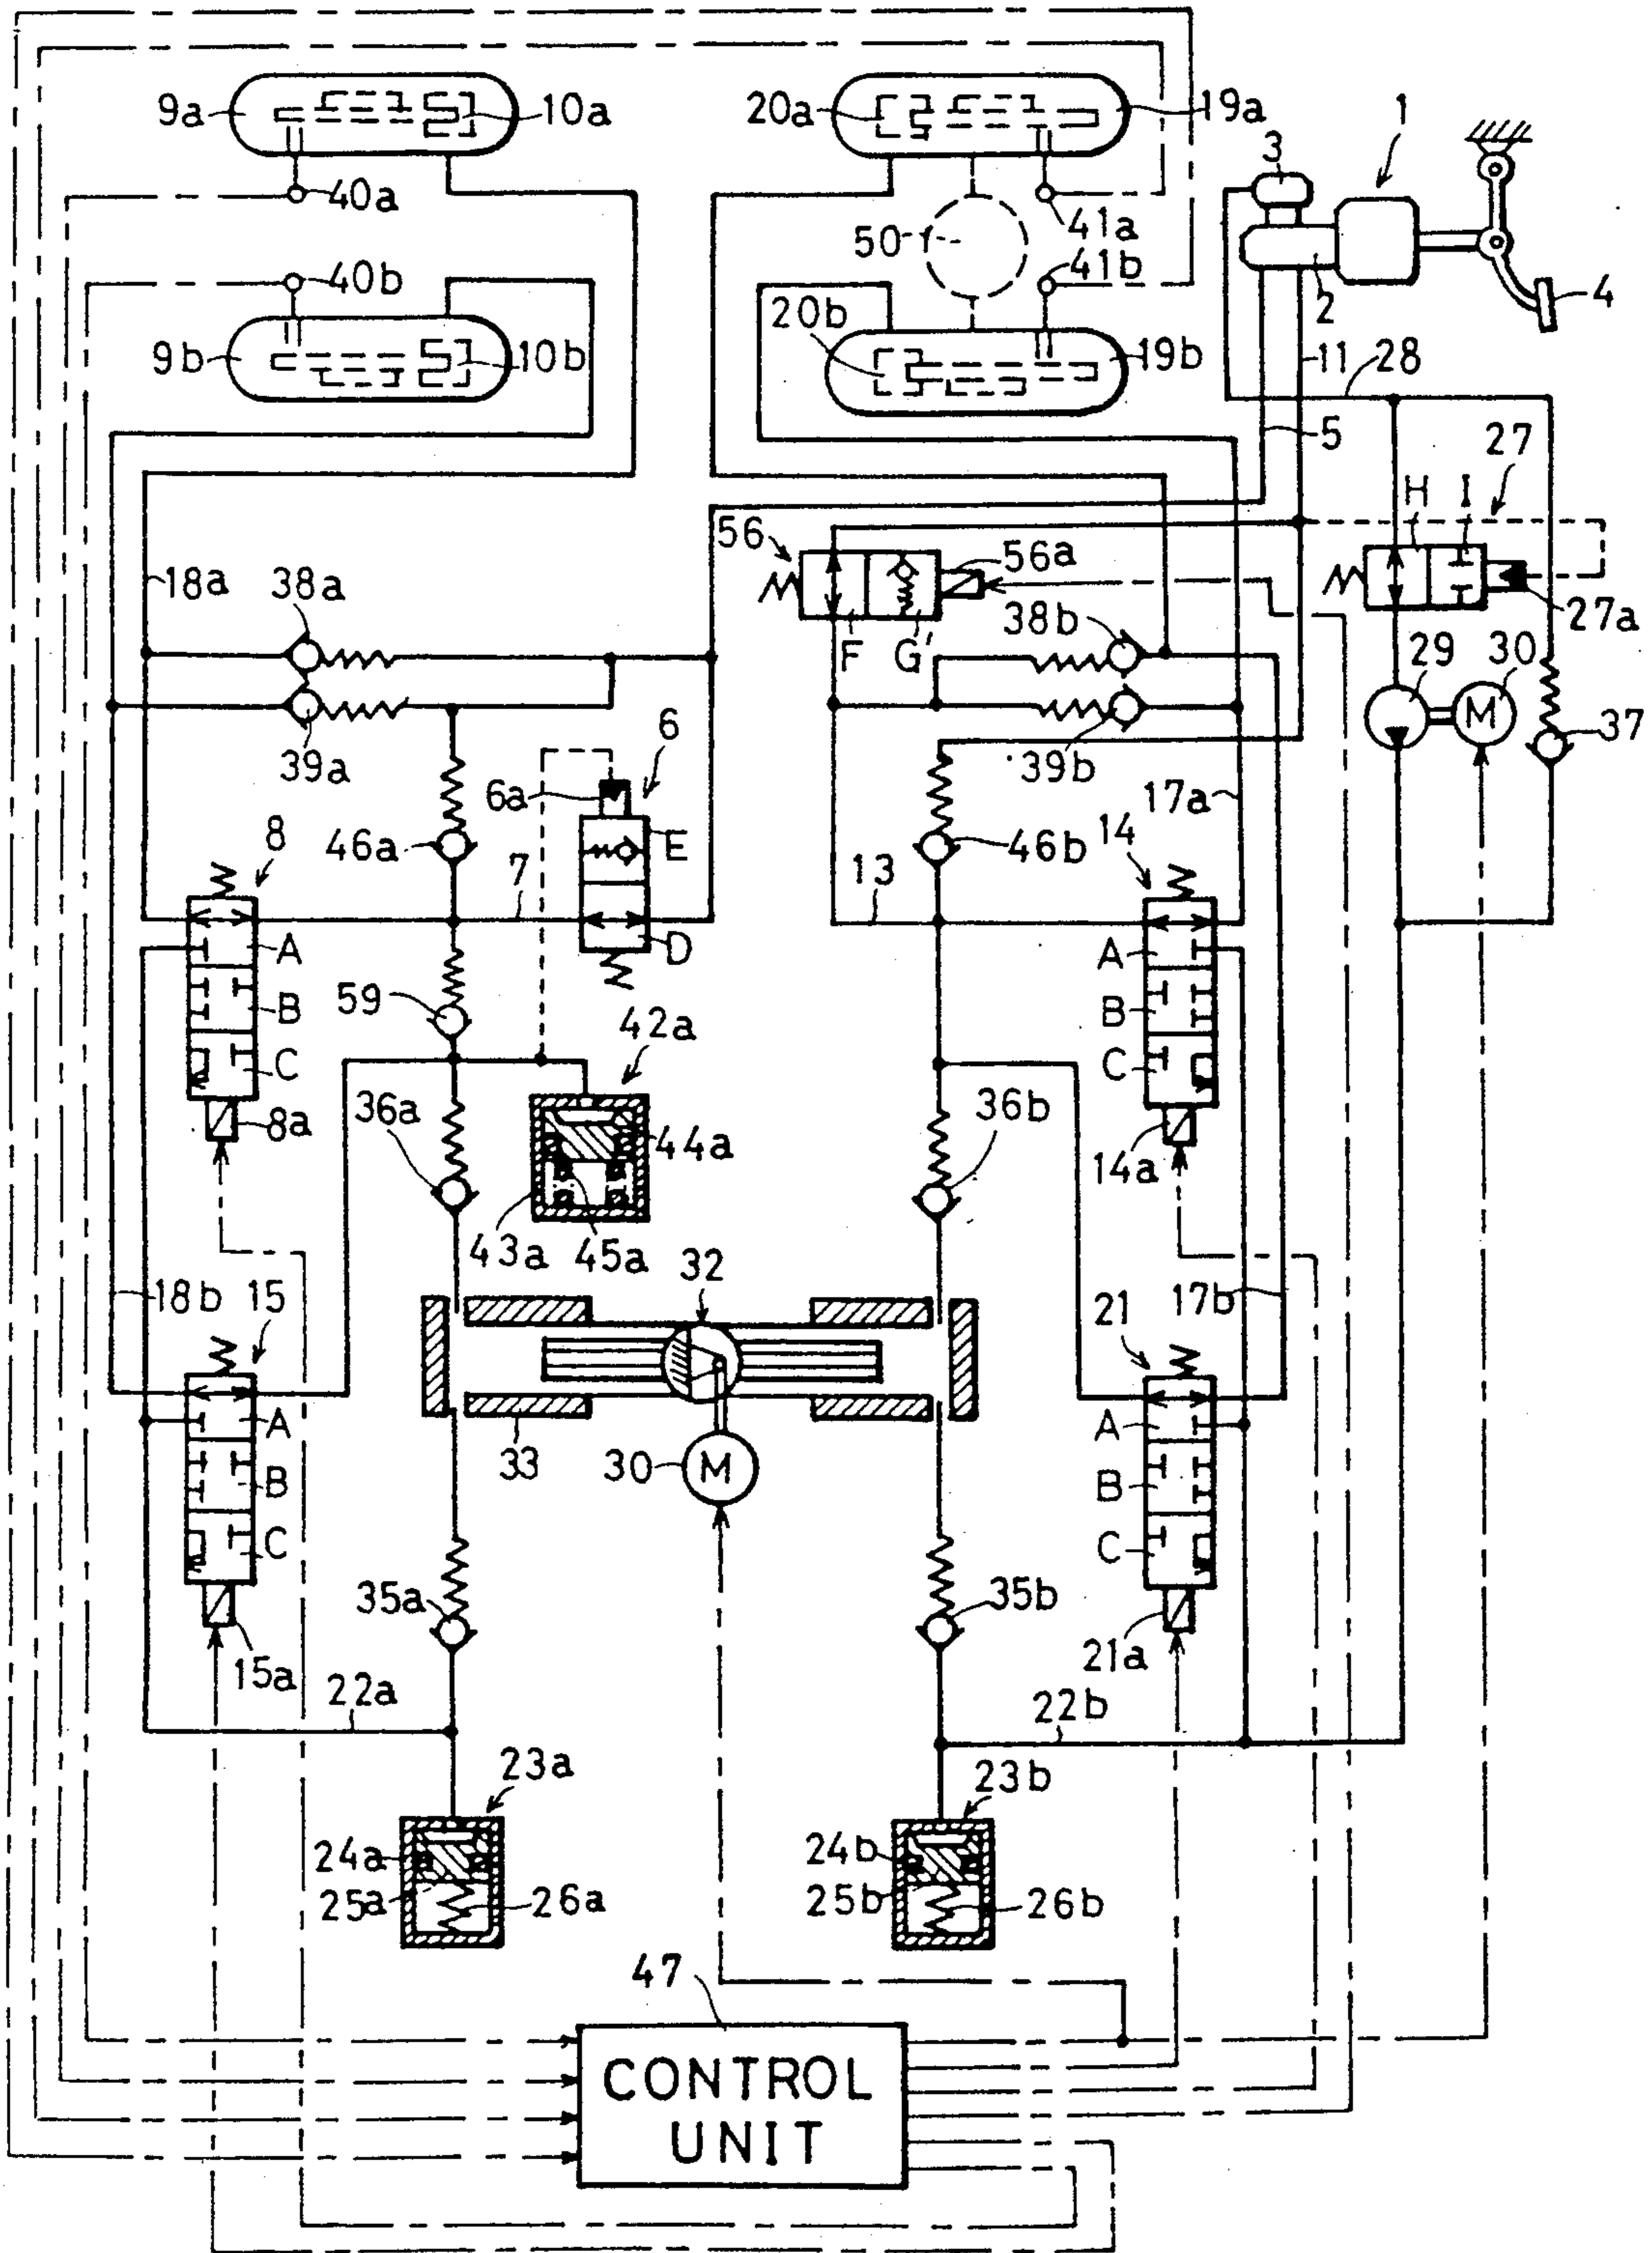 9a
10a
20a
19a
1
3
40a
50
41a
41b
2
4
40b
20b
9b
10b
19b
11
28
5
27
H
I
56
56a
18a
38a
F
G'
38b
27a
29
30
M
37
39a
6
6a
39b
17a
46a
E
46b
8
7
13
14
A
D
A
B
59
42a
B
C
C
8a
36a
44a
36b
14a
43a
45a
32
18b
15
17b
21
A
A
33
30
M
B
B
C
C
35a
35b
15a
21a
22a
22b
23a
23b
24a
24b
25a
26a
25b
26b
47
CONTROL
UNIT